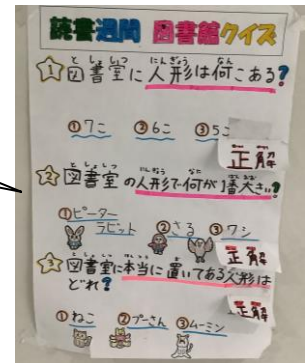 読書週間 図書館クイズ
☆1 図書室に人形は何こある?
①7こ ②6こ ③5こ
正解
☆2 図書室の人形で何が1番大きい?
①ピーターラビット ②さる ③ワシ
正解
☆3 図書室に本当に置いてある人形は
どれ?
正解
①ねこ ②プーさん ③ムーミン